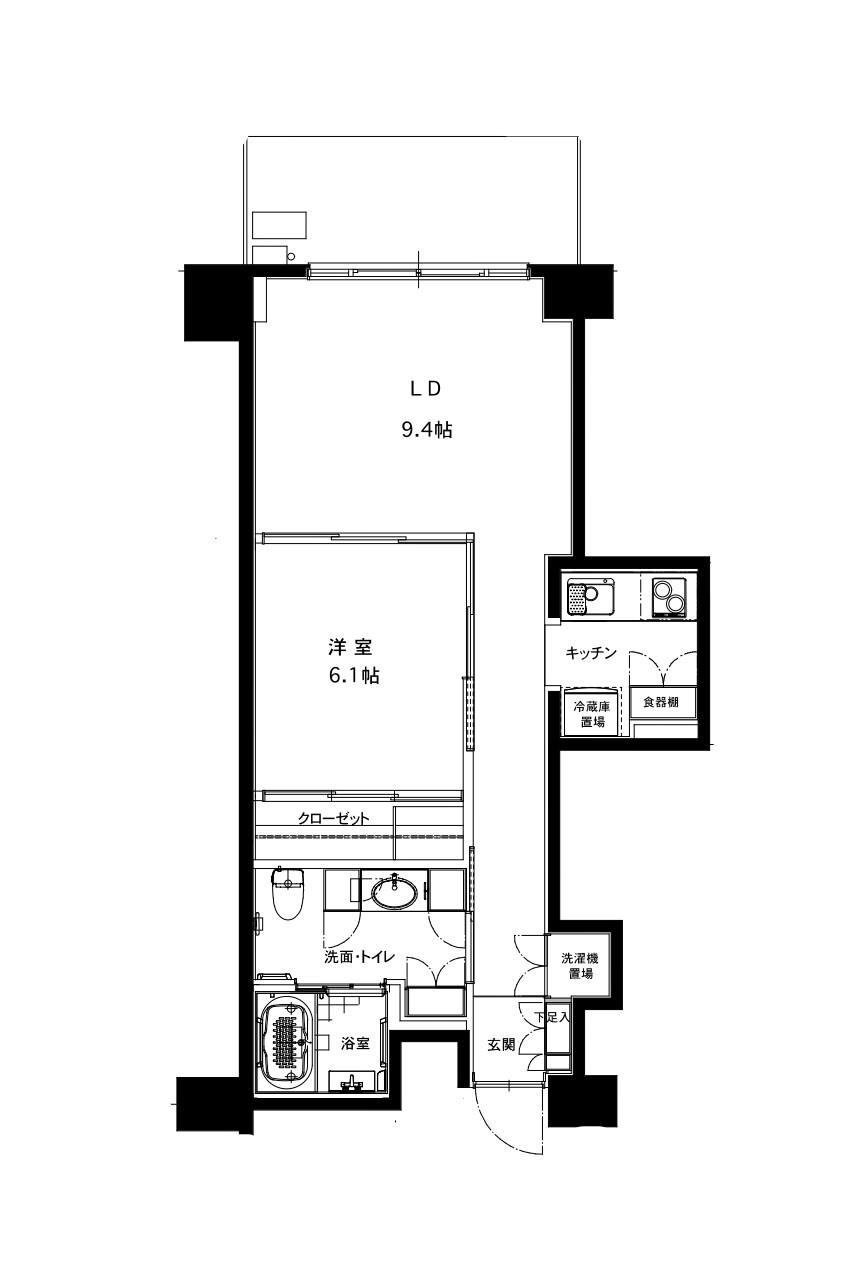 LD
9.4帖
洋室
6.1帖
キッチン
冷蔵庫
置場
食器棚
クローゼット
洗面・トイレ
洗濯機
置場
下足入
浴室
玄関